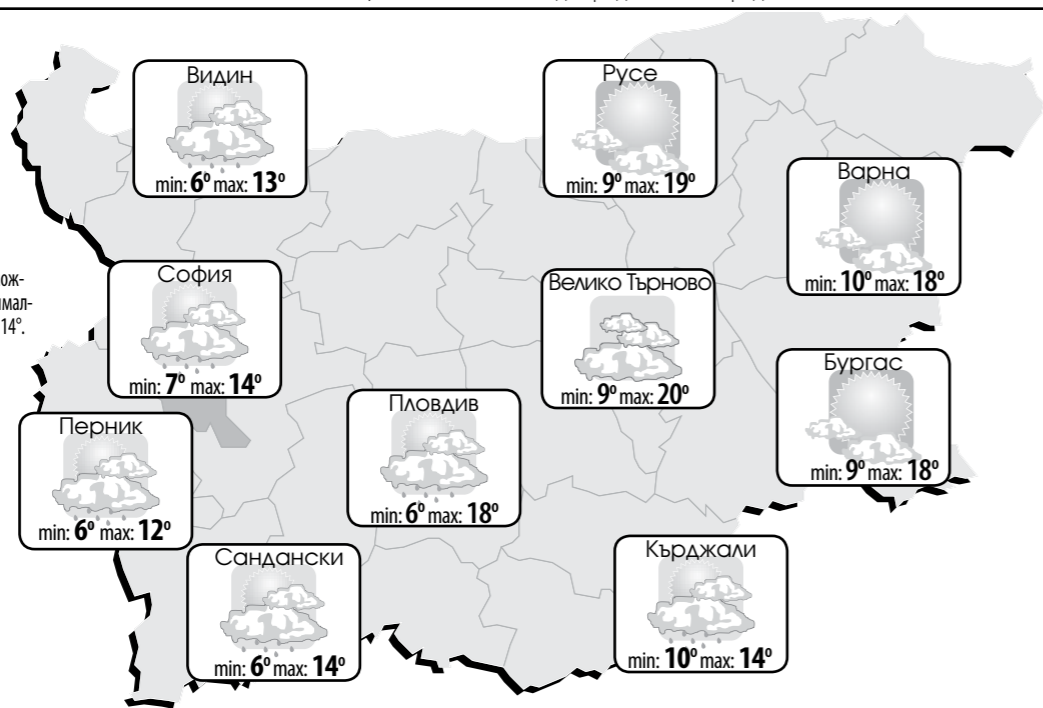 Видин
min: 6° max: 13°
Русе
min: 9° max: 19°
Варна
min: 10° max: 18°
София
min: 7° max: 14°
Велико Търново
min: 9° max: 20°
14°.
Бургас
min: 9° max: 18°
Пловдив
min: 6° max: 18°
Перник
min: 6° max: 12°
Сандански
min: 6° max: 14°
Кърджали
min: 10° max: 14°